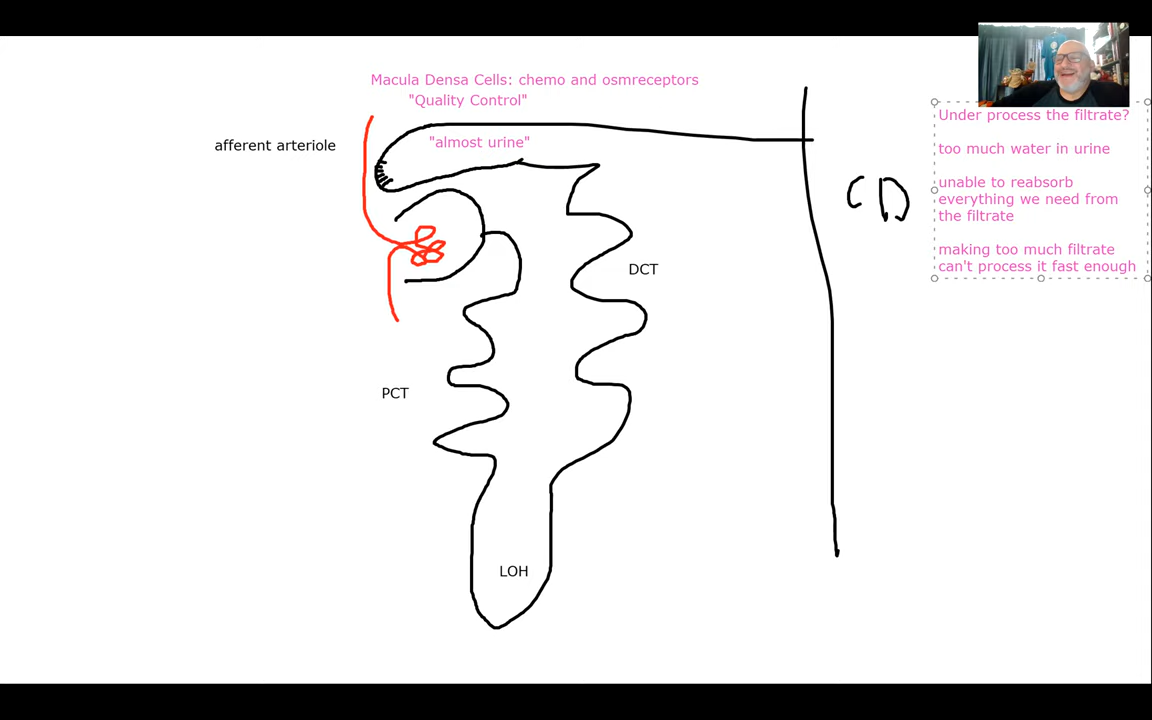 Macula Densa Cells: chemo and osmreceptors
"Quality Control"
afferent arteriole
"almost urine"
DCT
PCT
LOH
CD
Under process the filtrate?
too much water in urine
unable to reabsorb
everything we need from
the filtrate
making too much filtrate
can't process it fast enough